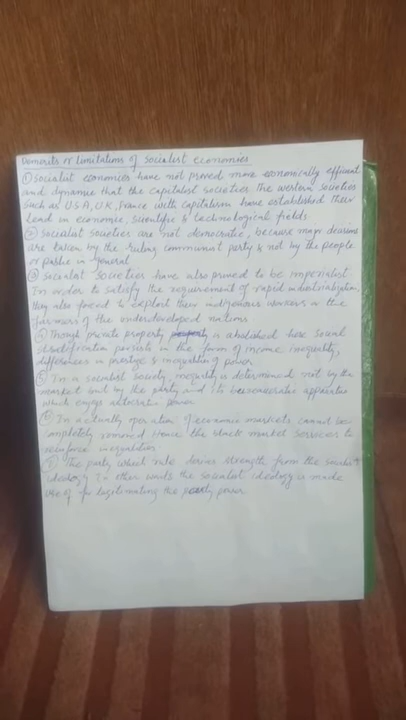 Demerits or limitations of Socialist economies
① Socialist economies have not proved more economically efficient
and dynamic that the capitalist societies. The western societies
such as U.S.A, U.K, France with capitalism have established their
lead in economic, scientific & technological fields.
② Socialist societies are not democratic, because major
are taken by the ruling communist party & not by the people
or public in general
③ Socialist societies have also proved to be imperialist.
In order to satisfy the requirement of rapid industrialization,
they also forced to exploit their indigenous workers or the
farmers of the underdeveloped nations
④ Though private property is abolished here social
stratification persists in the form of income inequality,
differences in prestige & inequalities of power.
⑤ In a socialist society inequality is determined not by the
market but by the party and its bureaucratic apparatus
which enjoys autocratic power
⑥ In actually operation of economic markets cannot be
completely removed Hence the black market services to
reinforce inequalities
⑦ The party which rule derives strength from the socialist
ideology In other words the socialist ideology is made
use of for legitimating the party power